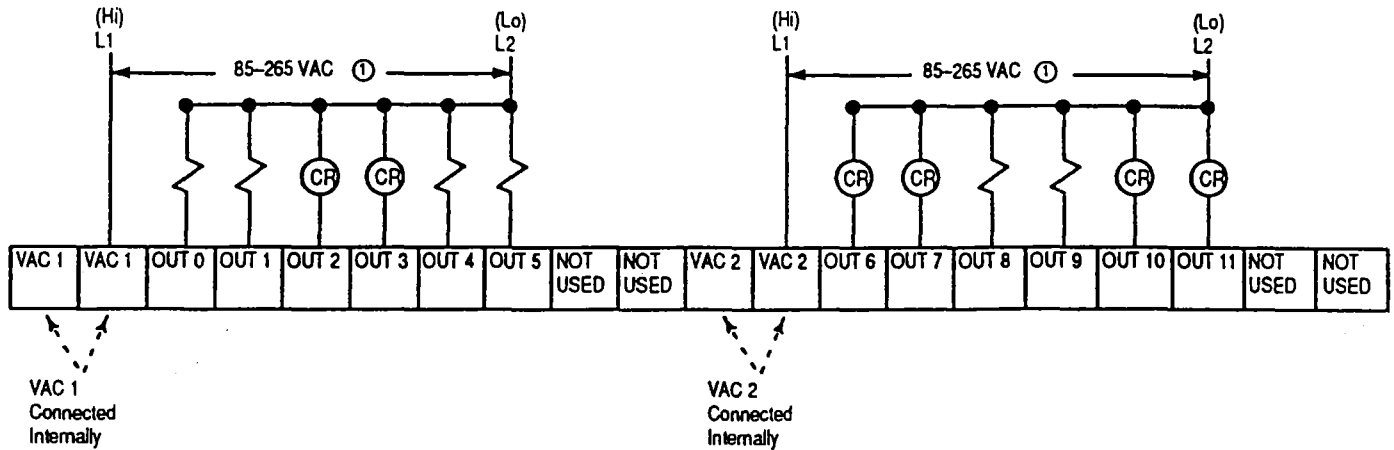 (Hi)
L1
(Lo)
L2
85–265 VAC ①
(Hi)
L1
(Lo)
L2
85–265 VAC ①
CR
CR
CR
CR
CR
CR
VAC 1
VAC 1
OUT 0
OUT 1
OUT 2
OUT 3
OUT 4
OUT 5
NOT
USED
NOT
USED
VAC 2
VAC 2
OUT 6
OUT 7
OUT 8
OUT 9
OUT 10
OUT 11
NOT
USED
NOT
USED
VAC 1
Connected
Internally
VAC 2
Connected
Internally